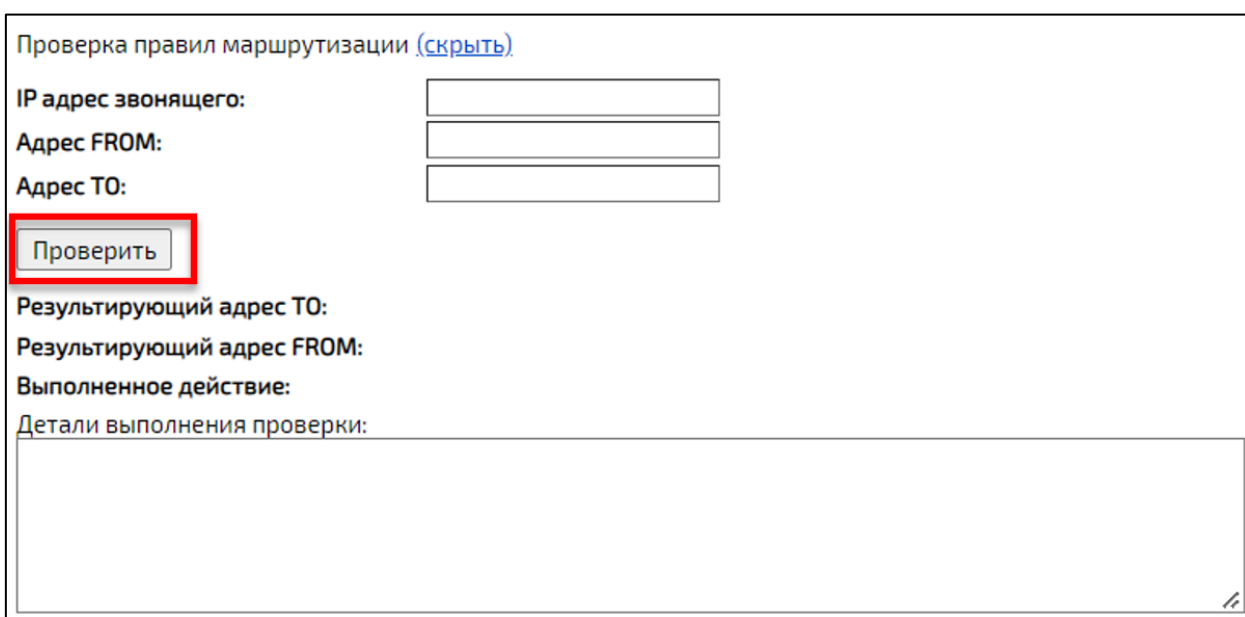 Проверка правил маршрутизации (скрыть)
IP адрес звонящего:
Адрес FROM:
Адрес TO:
Проверить
Результирующий адрес TO:
Результирующий адрес FROM:
Выполненное действие:
Детали выполнения проверки: